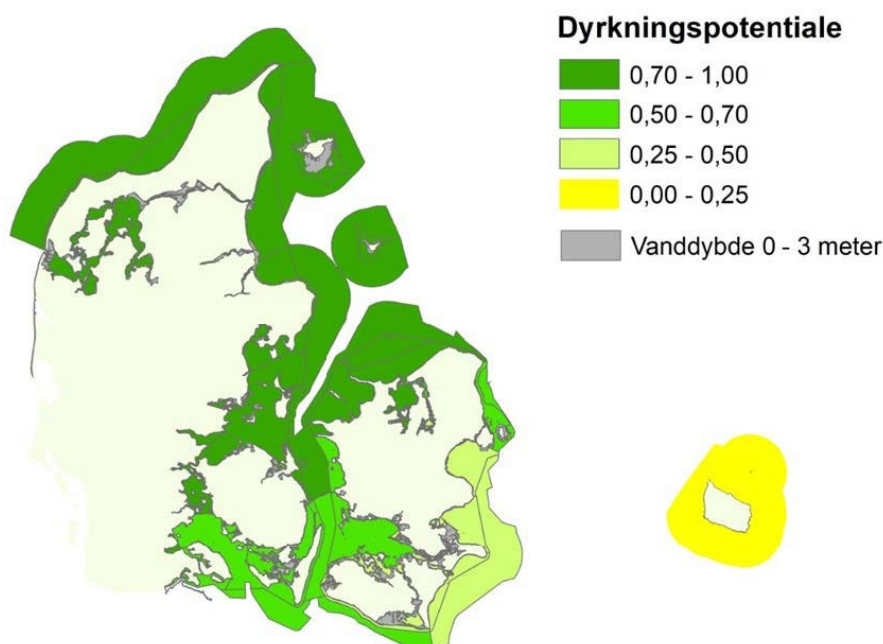 Dyrkningspotentiale
0,70 - 1,00
0,50 - 0,70
0,25 - 0,50
0,00 - 0,25
Vanddybde 0 - 3 meter